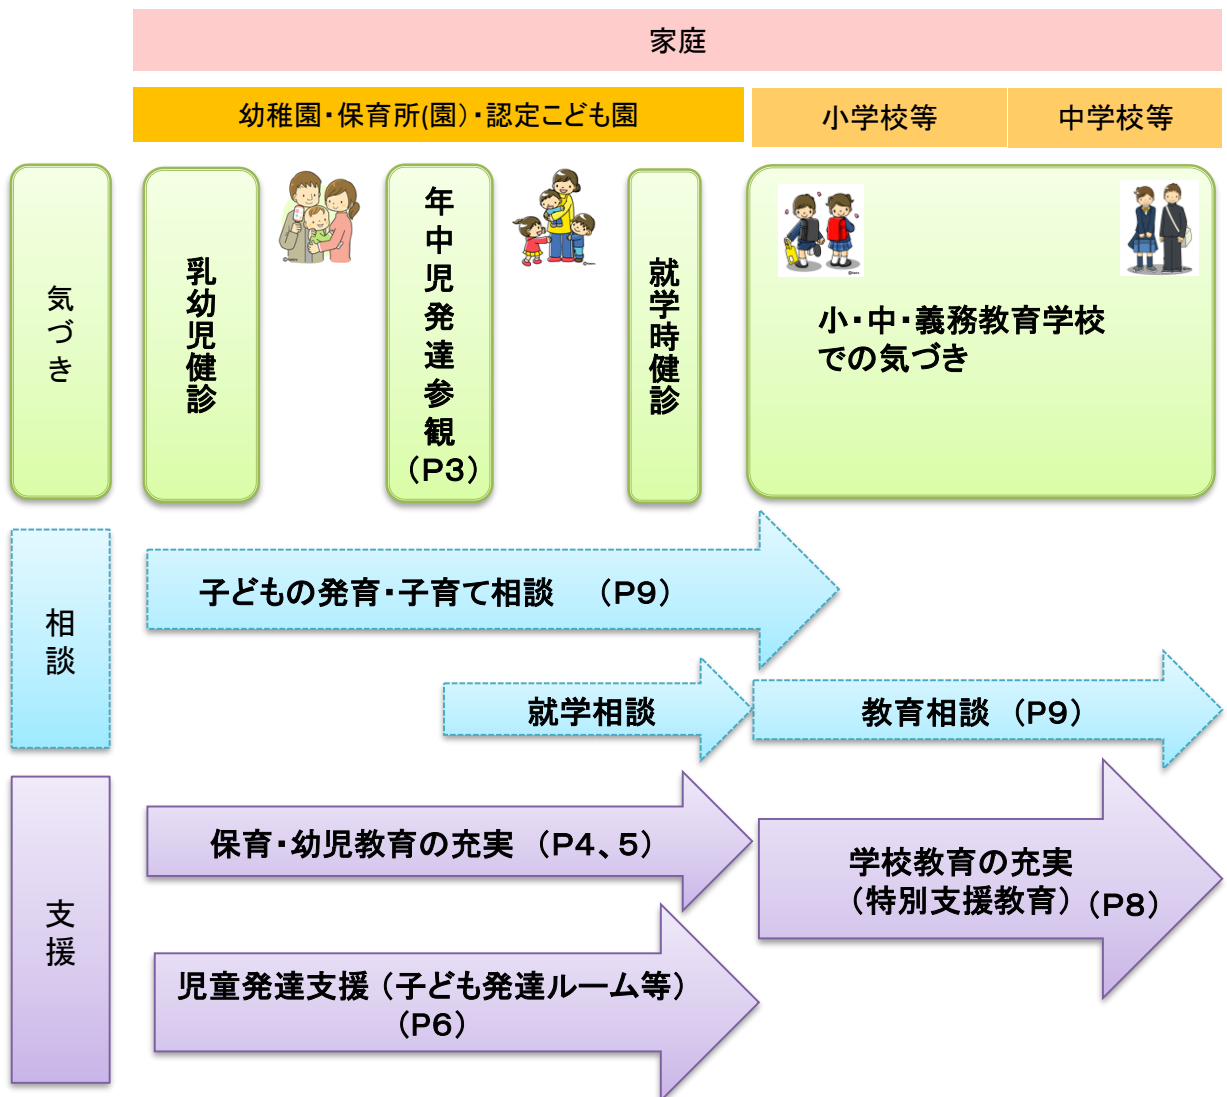 家庭
幼稚園・保育所(園)・認定こども園
小学校等
中学校等
気づき
乳幼児健診
年中児発達参観
（P3）
就学時健診
小・中・義務教育学校
での気づき
相談
子どもの発育・子育て相談　（P9）
就学相談
教育相談（P9）
支援
保育・幼児教育の充実（P4、5）
学校教育の充実
（特別支援教育）（P8）
児童発達支援（子ども発達ルーム等）
（P6）